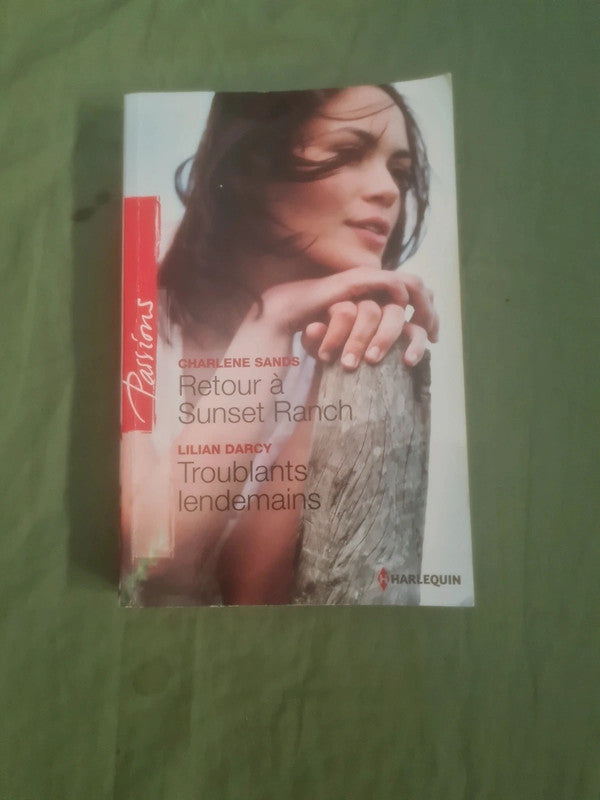 Passions
CHARLENE SANDS
Retour à
Sunset Ranch
LILIAN DARCY
Troublants
lendemains
HARLEQUIN